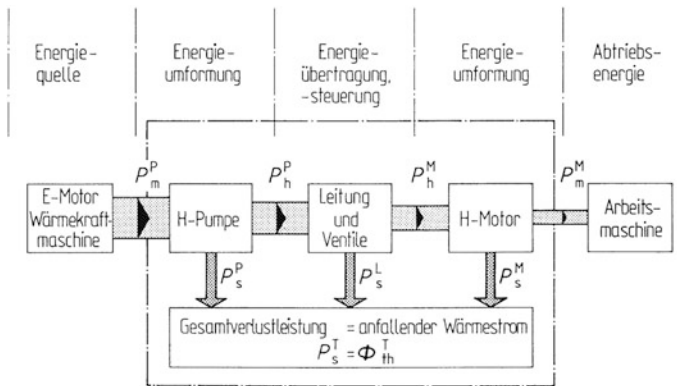 Energie-
quelle
Energie-
umformung
Energie-
übertragung,
-steuerung
Energie-
umformung
Abtriebs-
energie
P_m^P
P_h^P
P_h^M
P_m^M
E-Motor
Wärmekraft-
maschine
H-Pumpe
Leitung
und
Ventile
H-Motor
Arbeits-
maschine
P_s^P
P_s^L
P_s^M
Gesamtverlustleistung = anfallender Wärmestrom
P_s^T = Φ_th^T